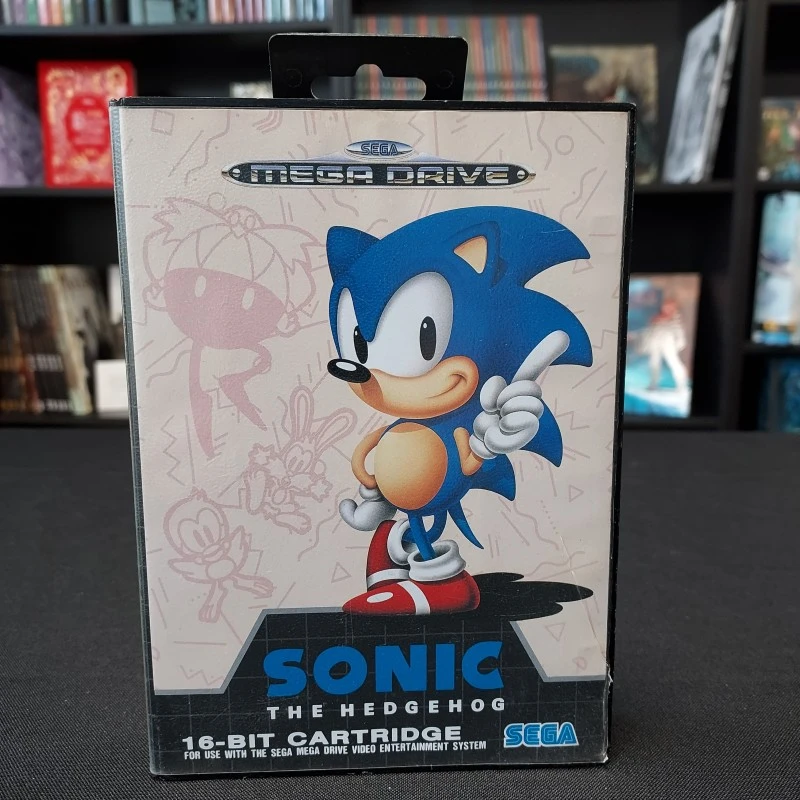 SEGA
MEGA DRIVE
SONIC
THE HEDGEHOG
16-BIT CARTRIDGE
FOR USE WITH THE SEGA MEGA DRIVE VIDEO ENTERTAINMENT SYSTEM
SEGA